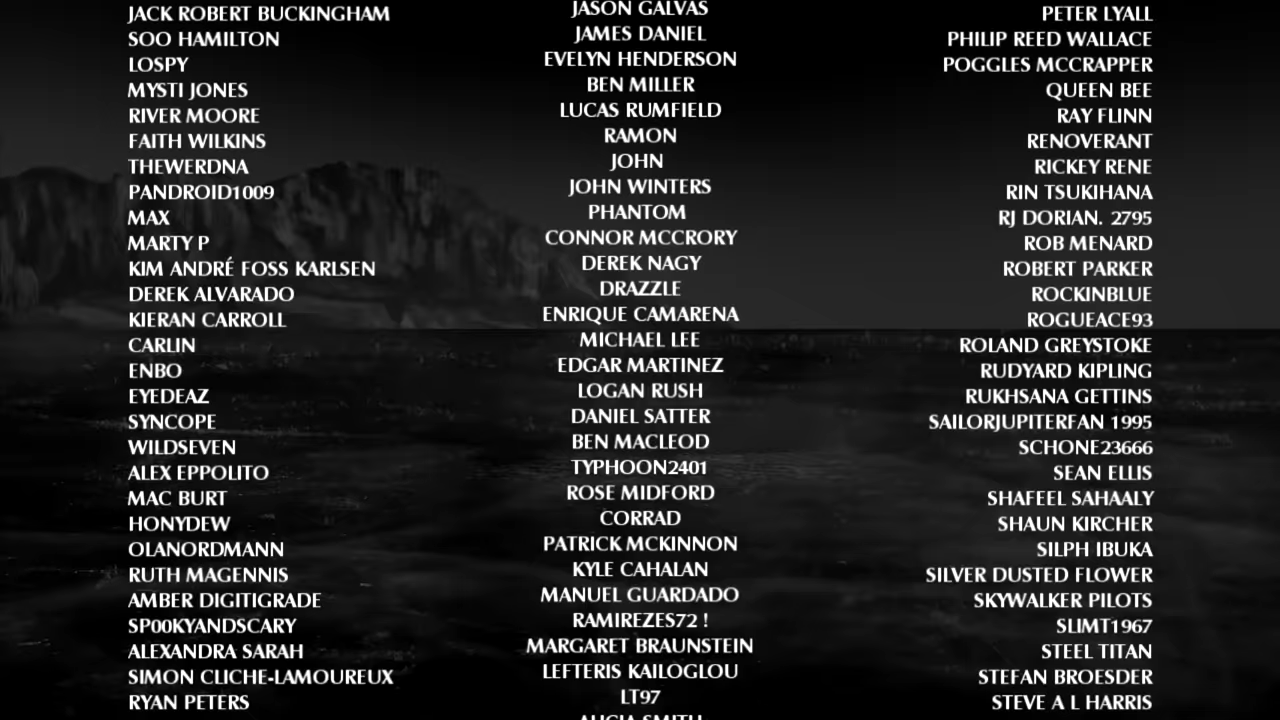 JACK ROBERT BUCKINGHAM
SOO HAMILTON
LOSPY
MYSTI JONES
RIVER MOORE
FAITH WILKINS
THEWERDNA
PANDROID1009
MAX
MARTY P
KIM ANDRÉ FOSS KARLSEN
DEREK ALVARADO
KIERAN CARROLL
CARLIN
ENBO
EYEDEAZ
SYNCOPE
WILDSEVEN
ALEX EPPOLITO
MAC BURT
HONYDEW
OLANORDMANN
RUTH MAGENNIS
AMBER DIGITIGRADE
SP00KYANDSCARY
ALEXANDRA SARAH
SIMON CLICHE-LAMOUREUX
RYAN PETERS
JASON GALVAS
JAMES DANIEL
EVELYN HENDERSON
BEN MILLER
LUCAS RUMFIELD
RAMON
JOHN
JOHN WINTERS
PHANTOM
CONNOR MCCRORY
DEREK NAGY
DRAZZLE
ENRIQUE CAMARENA
MICHAEL LEE
EDGAR MARTINEZ
LOGAN RUSH
DANIEL SATTER
BEN MACLEOD
TYPHOON2401
ROSE MIDFORD
CORRAD
PATRICK MCKINNON
KYLE CAHALAN
MANUEL GUARDADO
RAMIREZES72 !
MARGARET BRAUNSTEIN
LEFTERIS KAILOGLOU
LT97
ALICIA SMITH
PETER LYALL
PHILIP REED WALLACE
POGGLES MCCRAPPER
QUEEN BEE
RAY FLINN
RENOVERANT
RICKEY RENE
RIN TSUKIHANA
RJ DORIAN. 2795
ROB MENARD
ROBERT PARKER
ROCKINBLUE
ROGUEACE93
ROLAND GREYSTOKE
RUDYARD KIPLING
RUKHSANA GETTINS
SAILORJUPITERFAN 1995
SCHONE23666
SEAN ELLIS
SHAFEEL SAHAALY
SHAUN KIRCHER
SILPH IBUKA
SILVER DUSTED FLOWER
SKYWALKER PILOTS
SLIMT1967
STEEL TITAN
STEFAN BROESDER
STEVE A L HARRIS